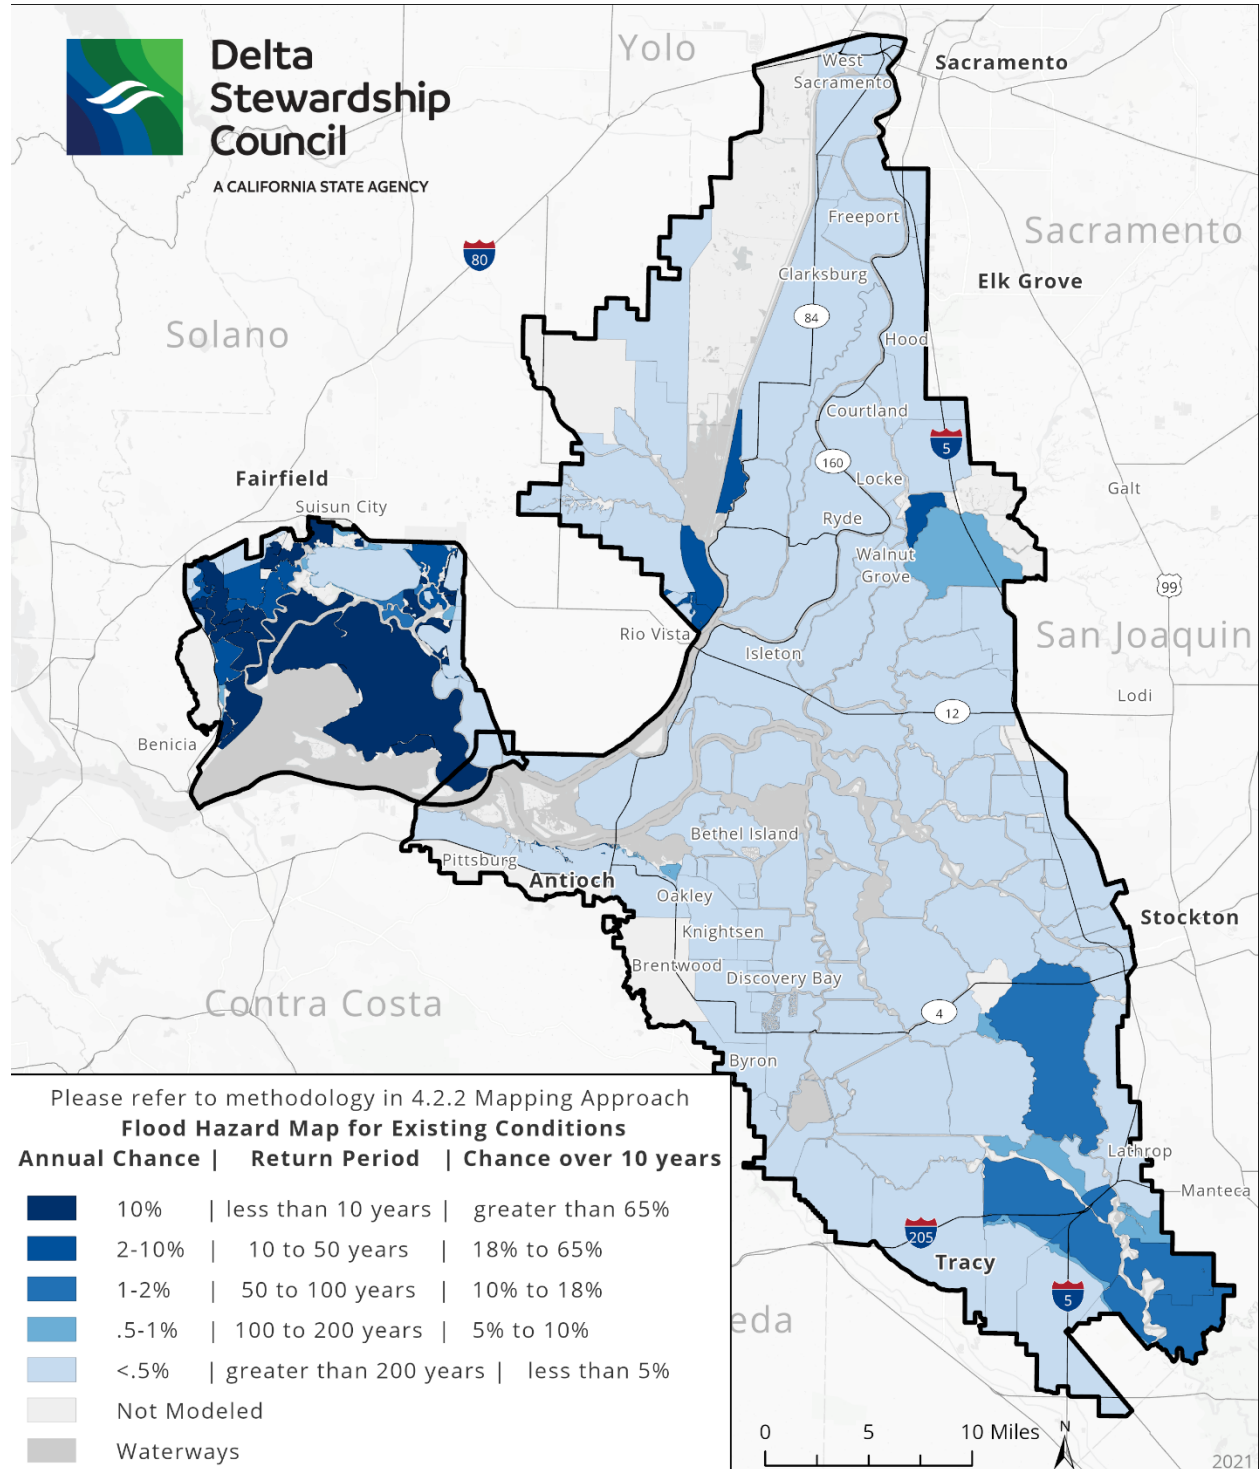 Delta
Stewardship
Council
A CALIFORNIA STATE AGENCY
Yolo
West
Sacramento
Sacramento
80
Freeport
Sacramento
Clarksburg
Elk Grove
84
Solano
Hood
Courtland
5
160
Locke
Fairfield
Galt
Suisun City
Ryde
Walnut
Grove
99
Rio Vista
San Joaquin
Isleton
Lodi
12
Benicia
Bethel Island
Pittsburg
Antioch
Oakley
Stockton
Knightsen
Brentwood
Discovery Bay
Contra Costa
4
Byron
Lathrop
Manteca
205
Tracy
5
eda
Please refer to methodology in 4.2.2 Mapping Approach
Flood Hazard Map for Existing Conditions
Annual Chance | Return Period | Chance over 10 years
10% | less than 10 years | greater than 65%
2-10% | 10 to 50 years | 18% to 65%
1-2% | 50 to 100 years | 10% to 18%
.5-1% | 100 to 200 years | 5% to 10%
<.5% | greater than 200 years | less than 5%
Not Modeled
Waterways
0 5 10 Miles
N
2021